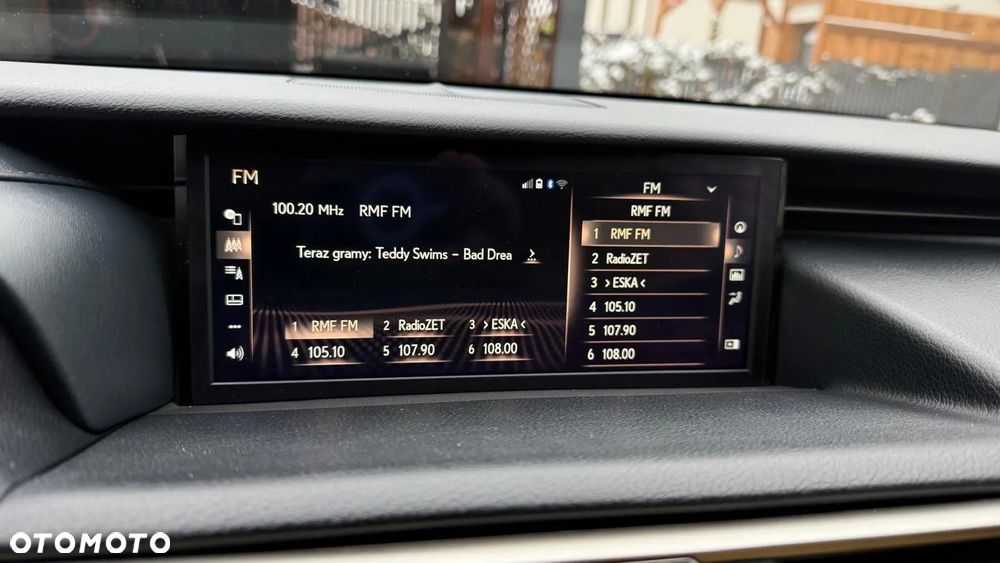 FM
100.20 MHz RMF FM
Teraz gramy: Teddy Swims – Bad Drea
1 RMF FM 2 RadioZET 3 >ESKA<
4 105.10 5 107.90 6 108.00
FM
RMF FM
1 RMF FM
2 RadioZET
3 >ESKA<
4 105.10
5 107.90
6 108.00
OTOMOTO